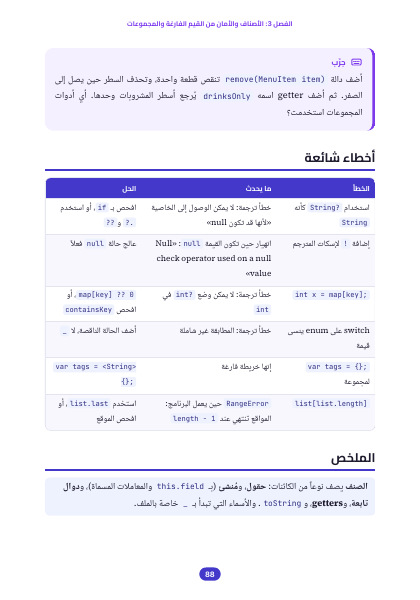 الفصل 3: الأصناف والأمان من القيم الفارغة والمجموعات
جرّب
أضف دالة remove(MenuItem item) تنقص قطعة واحدة، وتحذف السطر حين يصل إلى
الصفر. ثم أضف getter اسمه drinksOnly يُرجع أسطر المشروبات وحدها. أي أدوات
المجموعات استخدمت؟
أخطاء شائعة
الخطأ ما يحدث الحل
استخدام String? كأنه String خطأ ترجمة: لا يمكن الوصول إلى الخاصية «لأنها قد تكون null» افحص بـ if، أو استخدم ?. و ??
إضافة ! لإسكات المترجم انهيار حين تكون القيمة null: «Null check operator used on a null value» عالج حالة null فعلاً
int x = map[key]; خطأ ترجمة: لا يمكن وضع int? في int map[key] ?? 0، أو افحص containsKey
switch على enum ينسى قيمة خطأ ترجمة: المطابقة غير شاملة أضف الحالة الناقصة، لا _
var tags = {}; لمجموعة إنها خريطة فارغة var tags = <String>{};
list[list.length] RangeError حين يعمل البرنامج: المواقع تنتهي عند length - 1 استخدم list.last، أو افحص الموقع
الملخص
الصنف يصف نوعاً من الكائنات: حقول، ومُنشئ (بـ this.field والمعاملات المسماة)، ودوال
تابعة، وgetters، و toString. والأسماء التي تبدأ بـ _ خاصة بالملف.
88